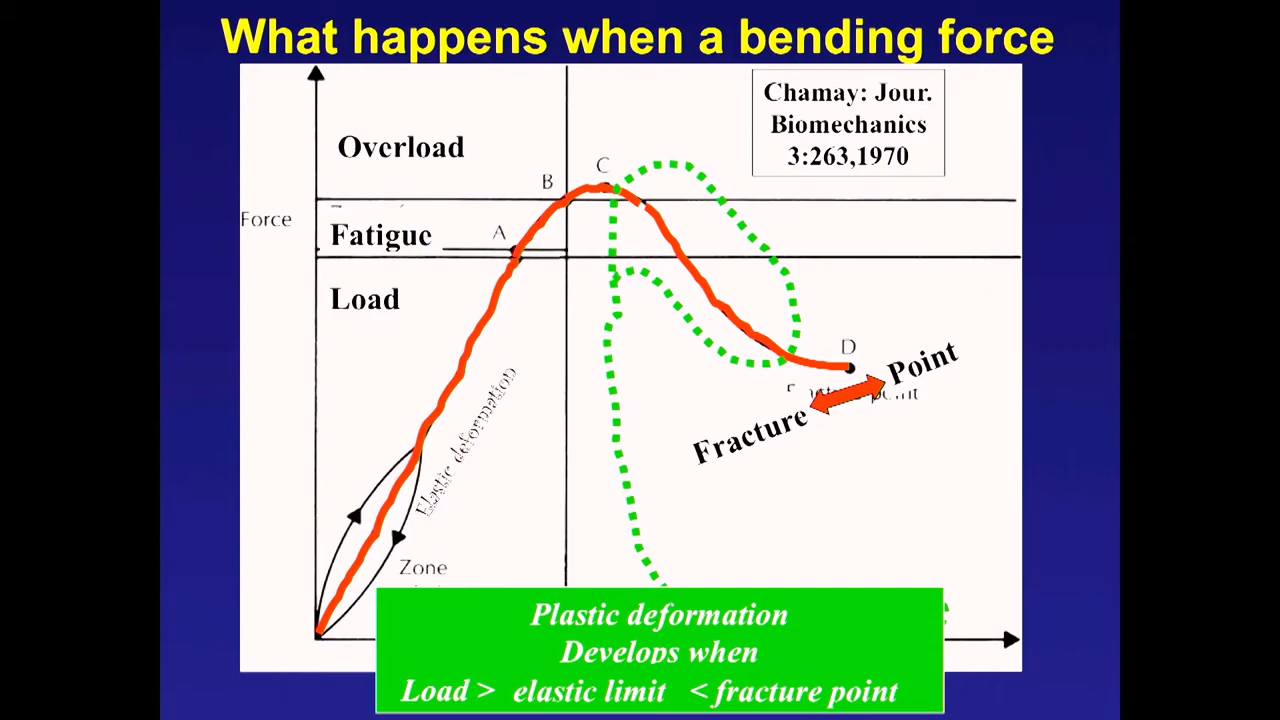 What happens when a bending force
Chamay: Jour.
Biomechanics
3:263,1970
Overload
C
B
Force
Fatigue
A
Load
D
Point
Fracture
Elastic deformation
Zone
Plastic deformation
Develops when
Load > elastic limit < fracture point